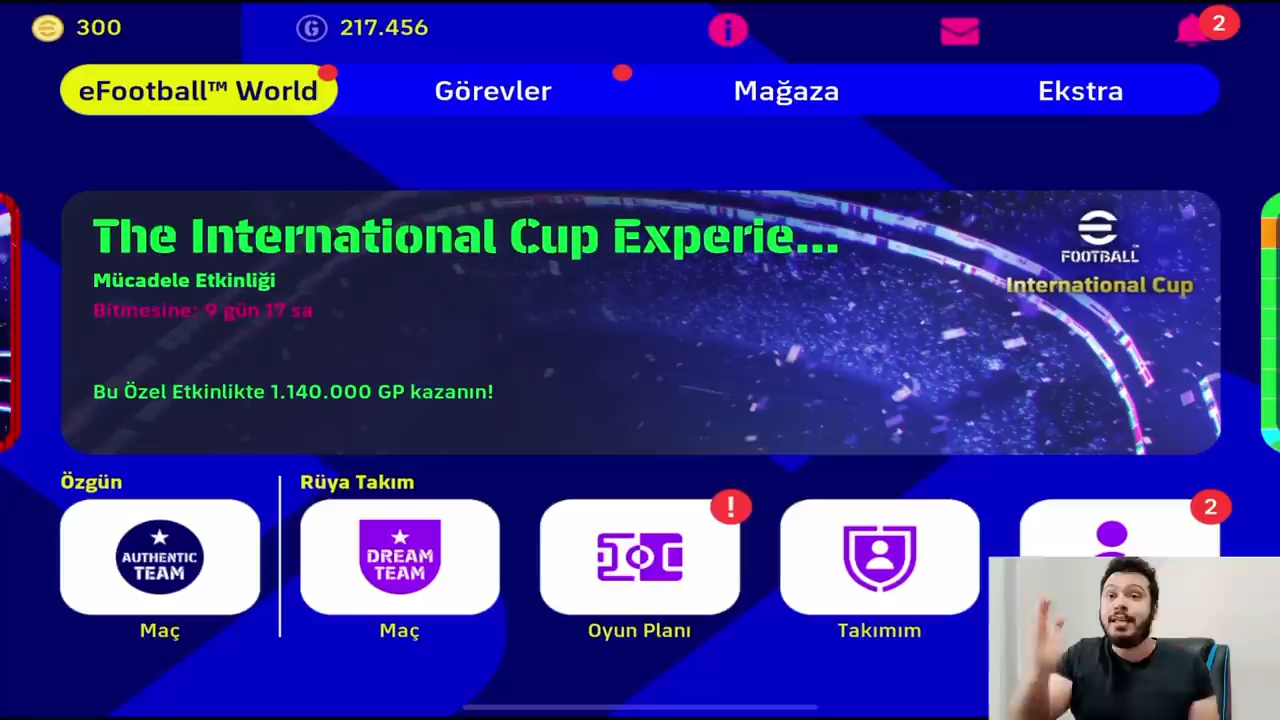 300
217.456
2
eFootball™ World
Görevler
Mağaza
Ekstra
The International Cup Experie...
Mücadele Etkinliği
Bitmesine: 9 gün 17 sa
Bu Özel Etkinlikte 1.140.000 GP kazanın!
FOOTBALL™
International Cup
Özgün
Rüya Takım
AUTHENTIC
TEAM
DREAM
TEAM
!
2
Maç
Maç
Oyun Planı
Takımım